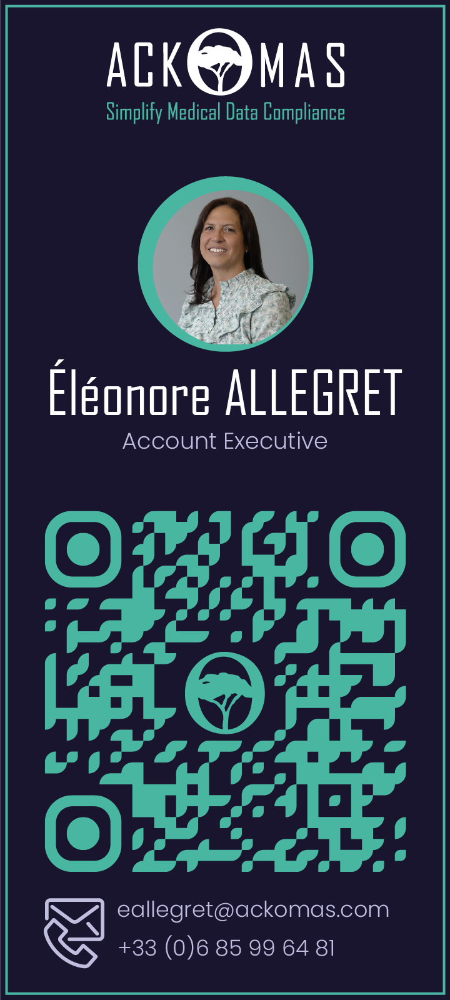 ACKOMAS
Simplify Medical Data Compliance
Éléonore ALLEGRET
Account Executive
eallegret@ackomas.com
+33 (0)6 85 99 64 81